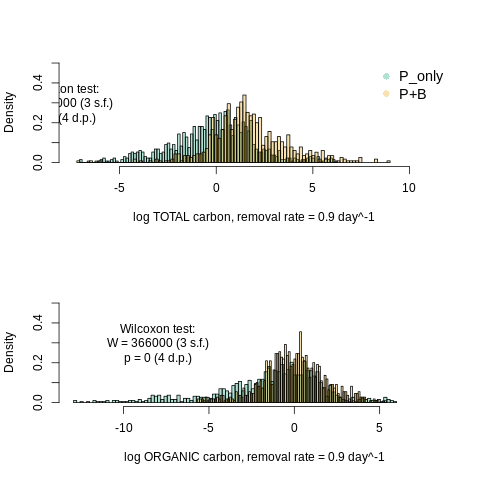 on test:
000 (3 s.f.)
(4 d.p.)
P_only
P+B
Density
0.0 0.2 0.4
-5 0 5 10
log TOTAL carbon, removal rate = 0.9 day^-1
Wilcoxon test:
W = 366000 (3 s.f.)
p = 0 (4 d.p.)
Density
0.0 0.2 0.4
-10 -5 0 5
log ORGANIC carbon, removal rate = 0.9 day^-1